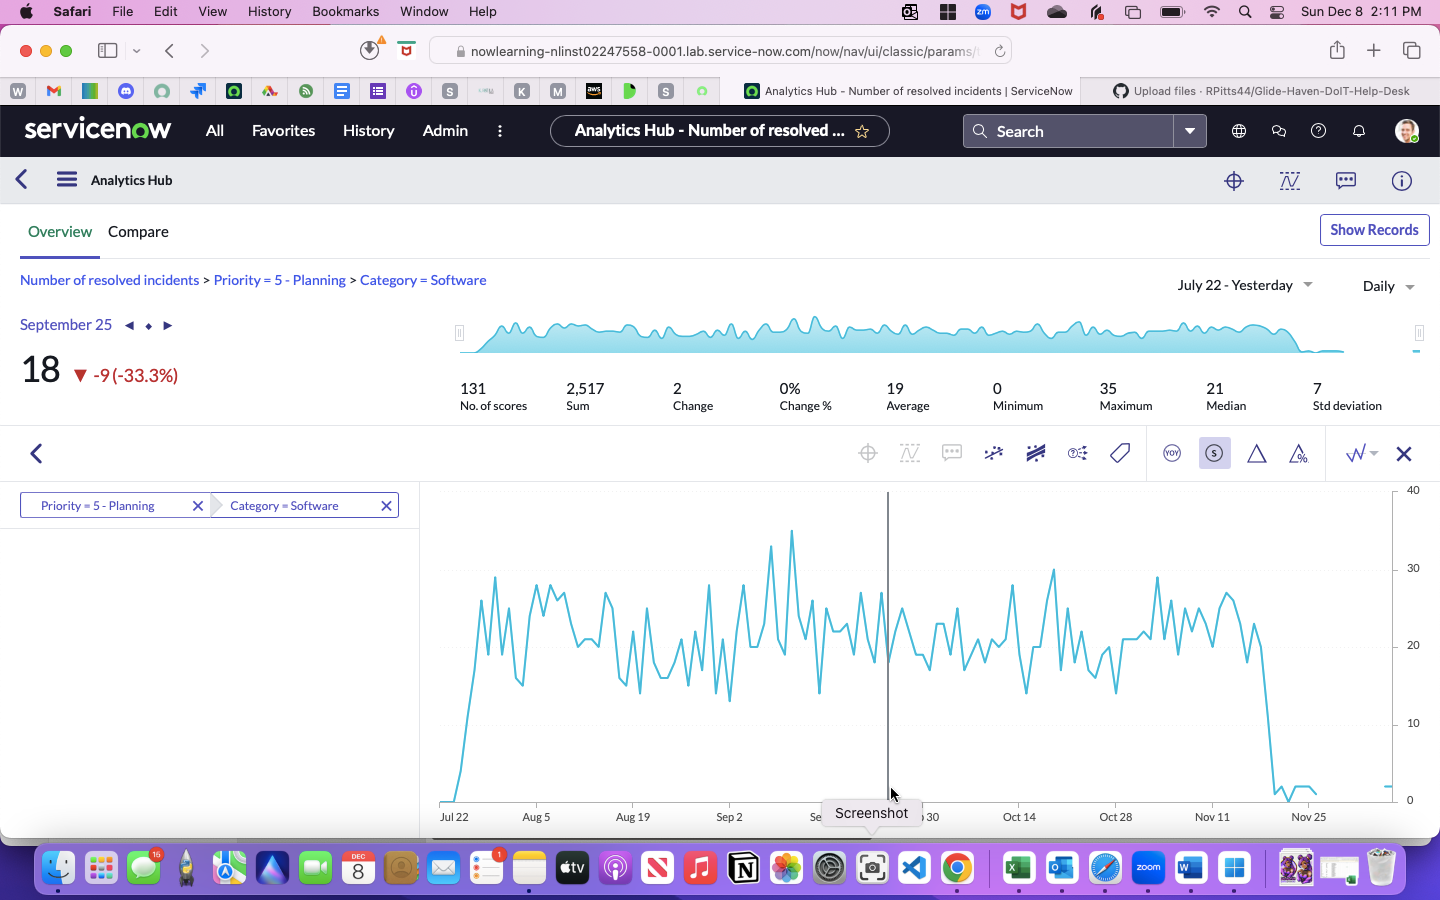 Safari File Edit View History Bookmarks Window Help zm Sun Dec 8 2:11 PM
nowlearning-nlinst02247558-0001.lab.service-now.com/now/nav/ui/classic/params/
W S K M aws S Analytics Hub - Number of resolved incidents | ServiceNow Upload files · RPitts44/Glide-Haven-DoIT-Help-Desk
servicenow All Favorites History Admin Analytics Hub - Number of resolved ... Search
Analytics Hub
Overview Compare Show Records
Number of resolved incidents > Priority = 5 - Planning > Category = Software July 22 - Yesterday Daily
September 25
18 ▼ -9 (-33.3%)
131 2,517 2 0% 19 0 35 21 7
No. of scores Sum Change Change % Average Minimum Maximum Median Std deviation
YOY S %
Priority = 5 - Planning Category = Software
40
30
20
10
0
Jul 22 Aug 5 Aug 19 Sep 2 Se 30 Oct 14 Oct 28 Nov 11 Nov 25
Screenshot
15 DEC 8 1 tv N N zoom W